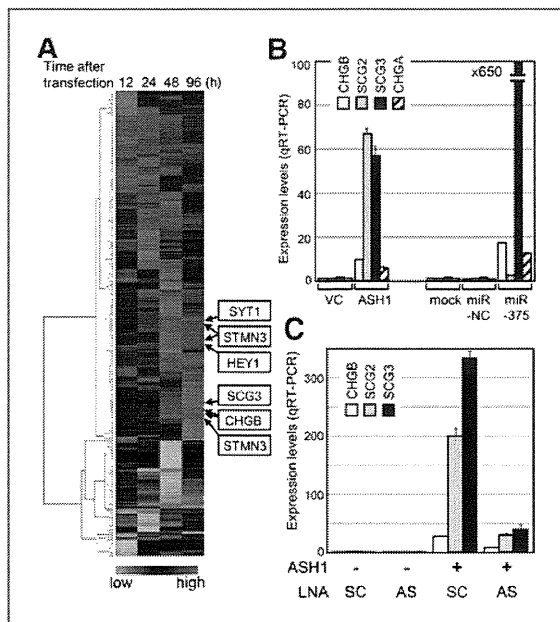 A
Time after
transfection 12 24 48 96 (h)
SYT1
STMN3
HEY1
SCG3
CHGB
STMN3
low high
B
CHGB
SCG2
SCG3
CHGA
x650
Expression levels (qRT-PCR)
100
80
60
40
20
0
VC ASH1 mock miR-NC miR-375
C
CHGB
SCG2
SCG3
Expression levels (qRT-PCR)
300
200
100
0
ASH1 - - + +
LNA SC AS SC AS